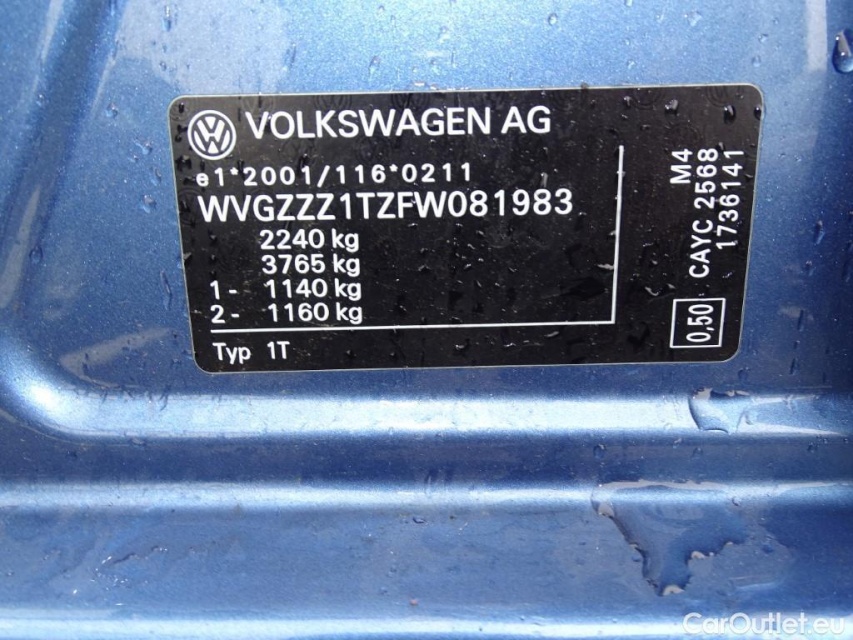 VOLKSWAGEN AG
e1*2001/116*0211
WVGZZZ1TZFW081983
2240 kg
3765 kg
1 - 1140 kg
2 - 1160 kg
Typ 1T
M4
CAYC 2568
1736141
0,50
CarOutlet.eu